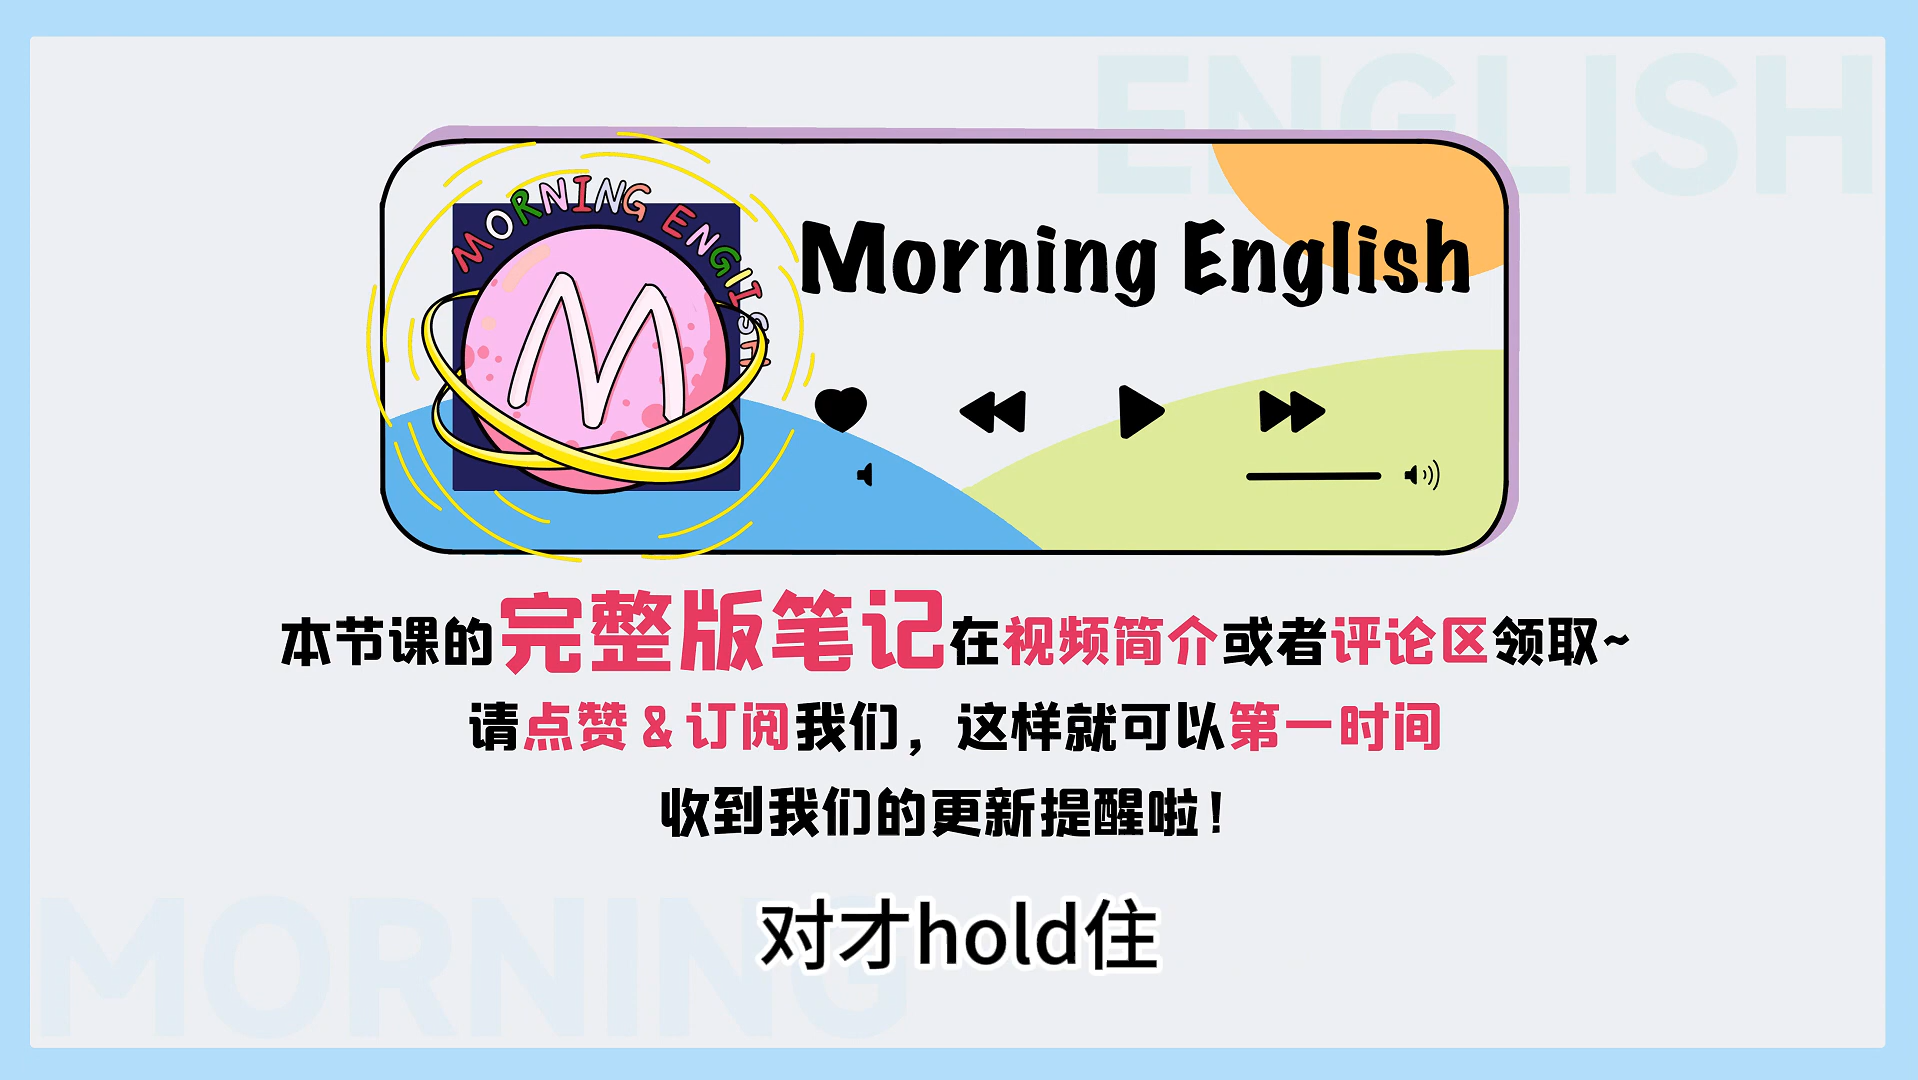 ENGLISH
MORNING ENGLISH
M
Morning English
本节课的完整版笔记在视频简介或者评论区领取~
请点赞&订阅我们，这样就可以第一时间
收到我们的更新提醒啦！
MORNING
对才hold住